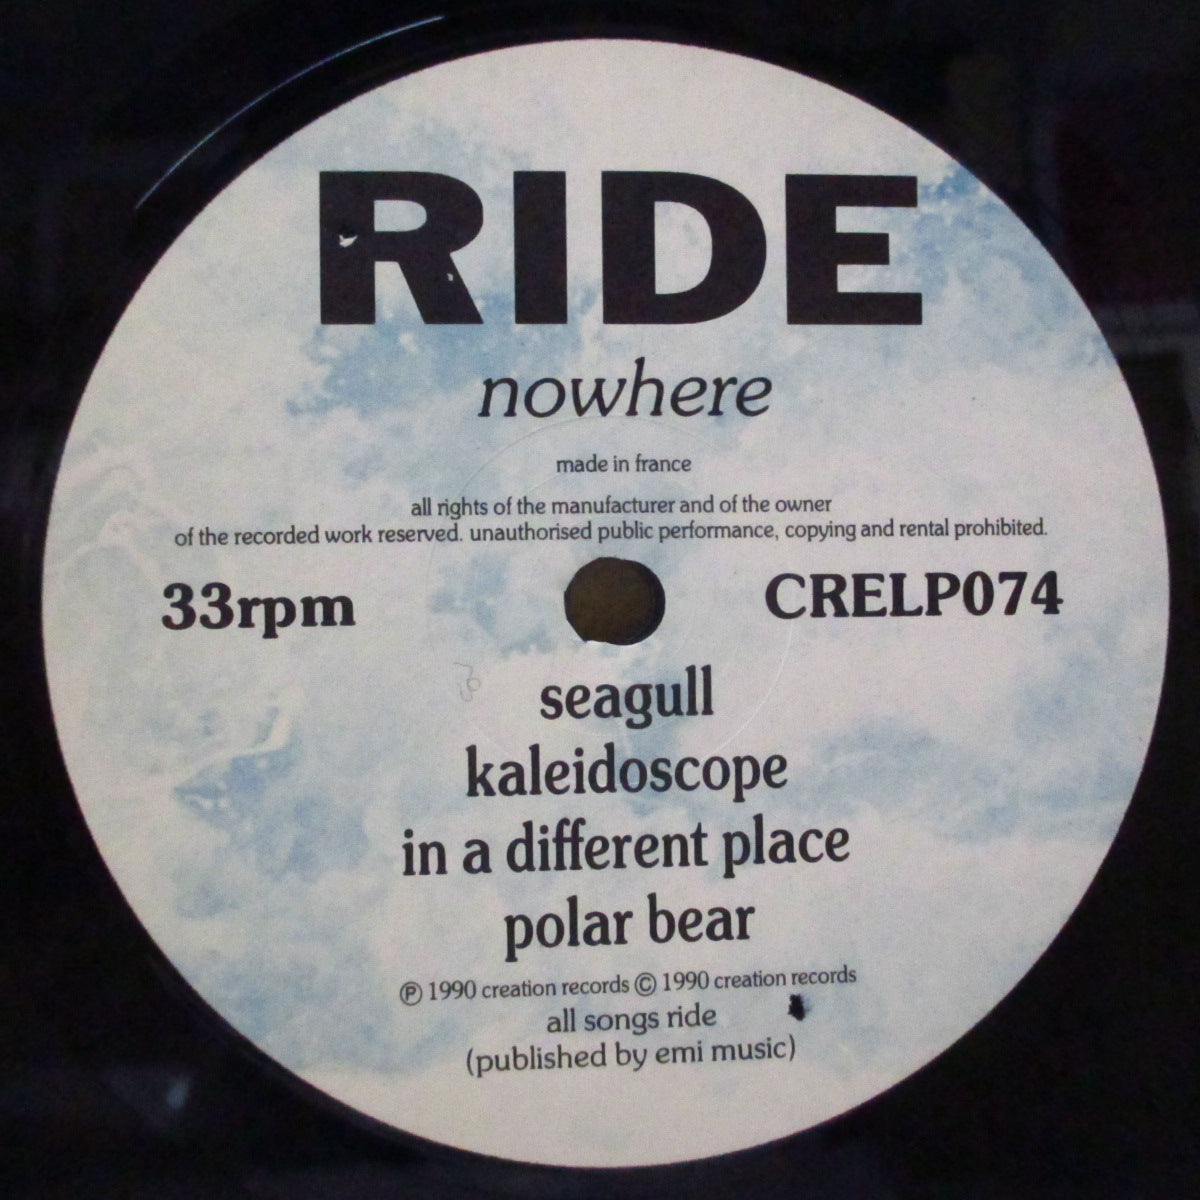 RIDE
nowhere
made in france
all rights of the manufacturer and of the owner
of the recorded work reserved. unauthorised public performance, copying and rental prohibited.
33rpm
CRELP074
seagull
kaleidoscope
in a different place
polar bear
Ⓟ 1990 creation records © 1990 creation records
all songs ride
(published by emi music)